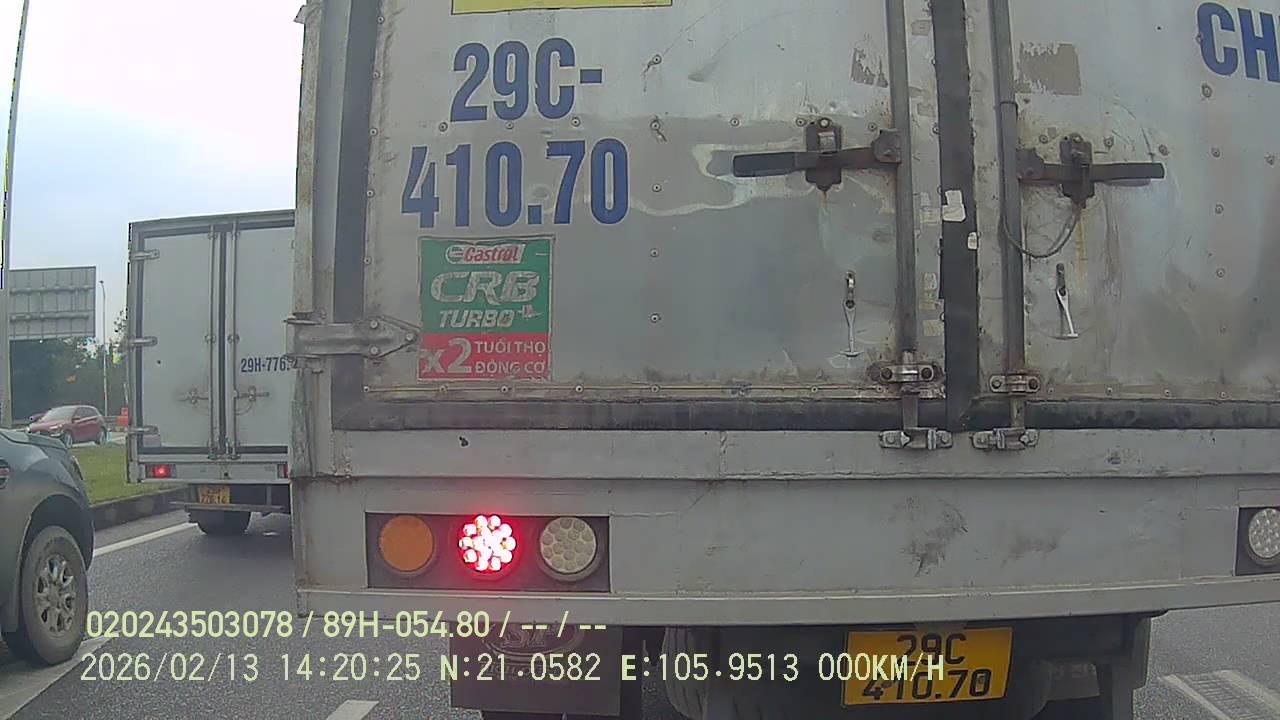 29C-
410.70
CH
Castrol
CRB
TURBO+
x2 TUỔI THỌ
ĐỘNG CƠ
29H-776.
29C
410.70
020243503078 / 89H-054.80 / -- / --
2026/02/13 14:20:25 N:21.0582 E:105.9513 000KM/H